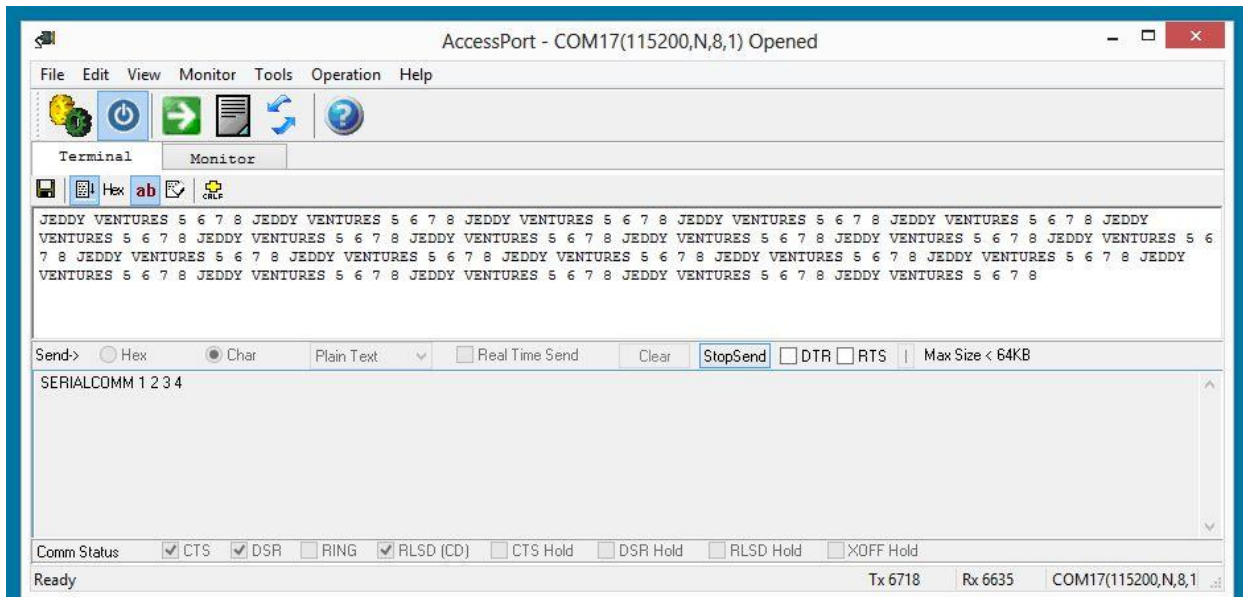 AccessPort - COM17(115200,N,8,1) Opened
File Edit View Monitor Tools Operation Help
Terminal Monitor
Hex ab CRLF
JEDDY VENTURES 5 6 7 8 JEDDY VENTURES 5 6 7 8 JEDDY VENTURES 5 6 7 8 JEDDY VENTURES 5 6 7 8 JEDDY VENTURES 5 6 7 8 JEDDY
VENTURES 5 6 7 8 JEDDY VENTURES 5 6 7 8 JEDDY VENTURES 5 6 7 8 JEDDY VENTURES 5 6 7 8 JEDDY VENTURES 5 6 7 8 JEDDY VENTURES 5 6
7 8 JEDDY VENTURES 5 6 7 8 JEDDY VENTURES 5 6 7 8 JEDDY VENTURES 5 6 7 8 JEDDY VENTURES 5 6 7 8 JEDDY VENTURES 5 6 7 8 JEDDY
VENTURES 5 6 7 8 JEDDY VENTURES 5 6 7 8 JEDDY VENTURES 5 6 7 8 JEDDY VENTURES 5 6 7 8 JEDDY VENTURES 5 6 7 8
Send-> Hex Char Plain Text Real Time Send Clear StopSend DTR RTS | Max Size < 64KB
SERIALCOMM 1 2 3 4
Comm Status CTS DSR RING RLSD (CD) CTS Hold DSR Hold RLSD Hold XOFF Hold
Ready Tx 6718 Rx 6635 COM17(115200,N,8,1